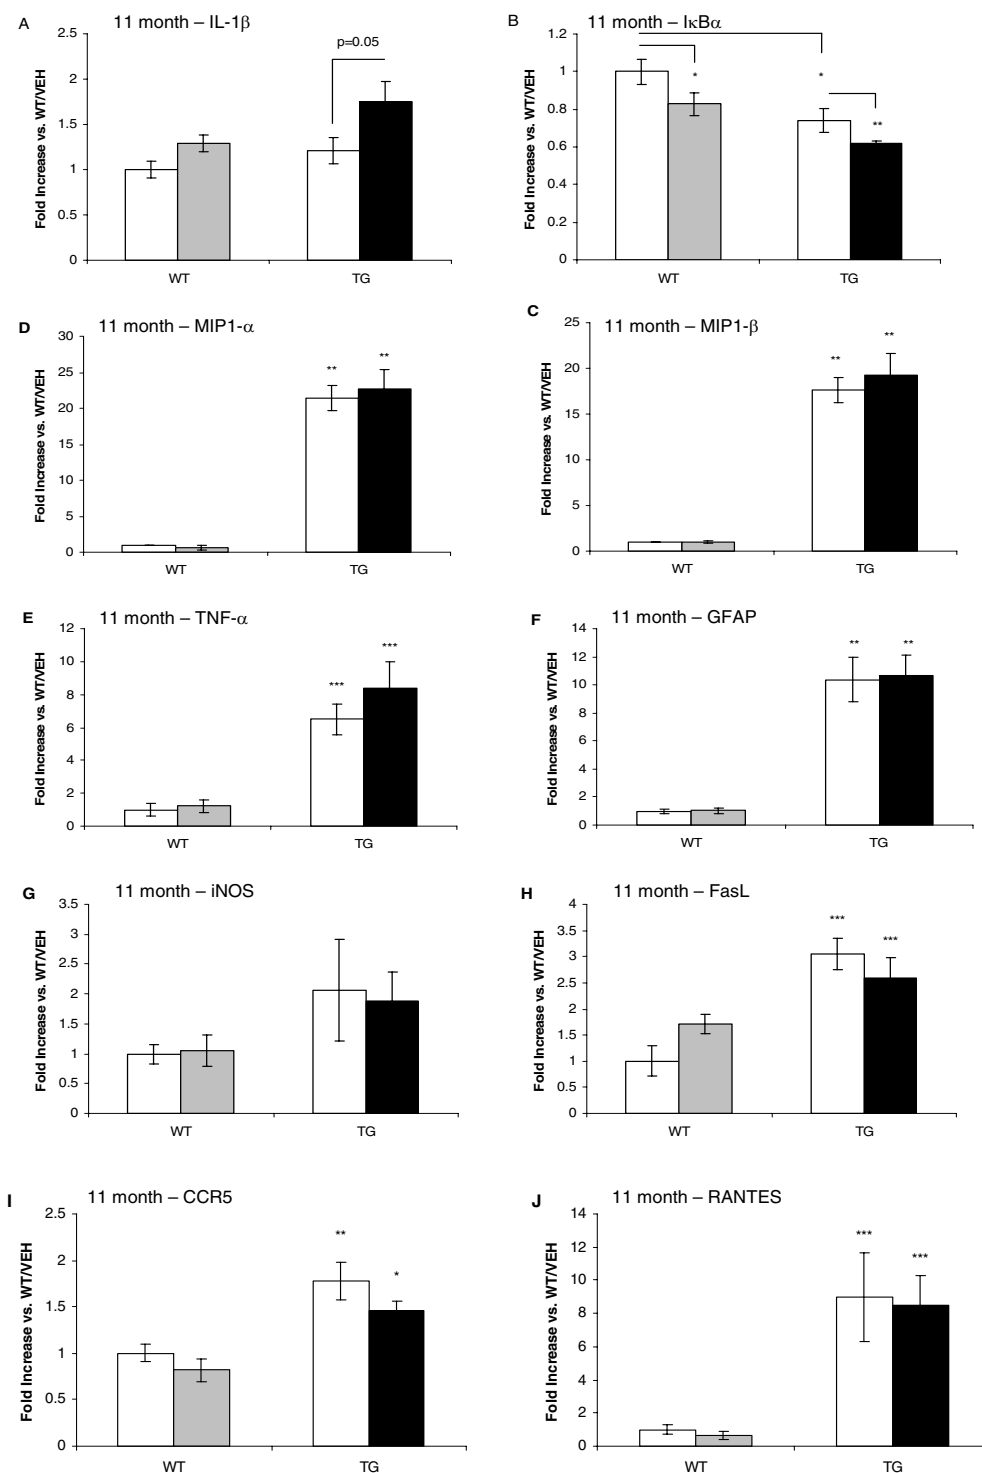 A
11 month – IL-1β
Fold Increase vs. WT/VEH
2.5
2
1.5
1
0.5
0
p=0.05
WT
TG
B
11 month – IκBα
Fold Increase vs. WT/VEH
1.2
1
0.8
0.6
0.4
0.2
0
*
*
**
WT
TG
D
11 month – MIP1-α
Fold Increase vs. WT/VEH
30
25
20
15
10
5
0
**
**
WT
TG
C
11 month – MIP1-β
Fold Increase vs. WT/VEH
25
20
15
10
5
0
**
**
WT
TG
E
11 month – TNF-α
Fold Increase vs. WT/VEH
12
10
8
6
4
2
0
***
***
WT
TG
F
11 month – GFAP
Fold Increase vs. WT/VEH
14
12
10
8
6
4
2
0
**
**
WT
TG
G
11 month – iNOS
Fold Increase vs. WT/VEH
3.5
3
2.5
2
1.5
1
0.5
0
WT
TG
H
11 month – FasL
Fold Increase vs. WT/VEH
4
3.5
3
2.5
2
1.5
1
0.5
0
***
***
WT
TG
I
11 month – CCR5
Fold Increase vs. WT/VEH
2.5
2
1.5
1
0.5
0
**
*
WT
TG
J
11 month – RANTES
Fold Increase vs. WT/VEH
14
12
10
8
6
4
2
0
***
***
WT
TG